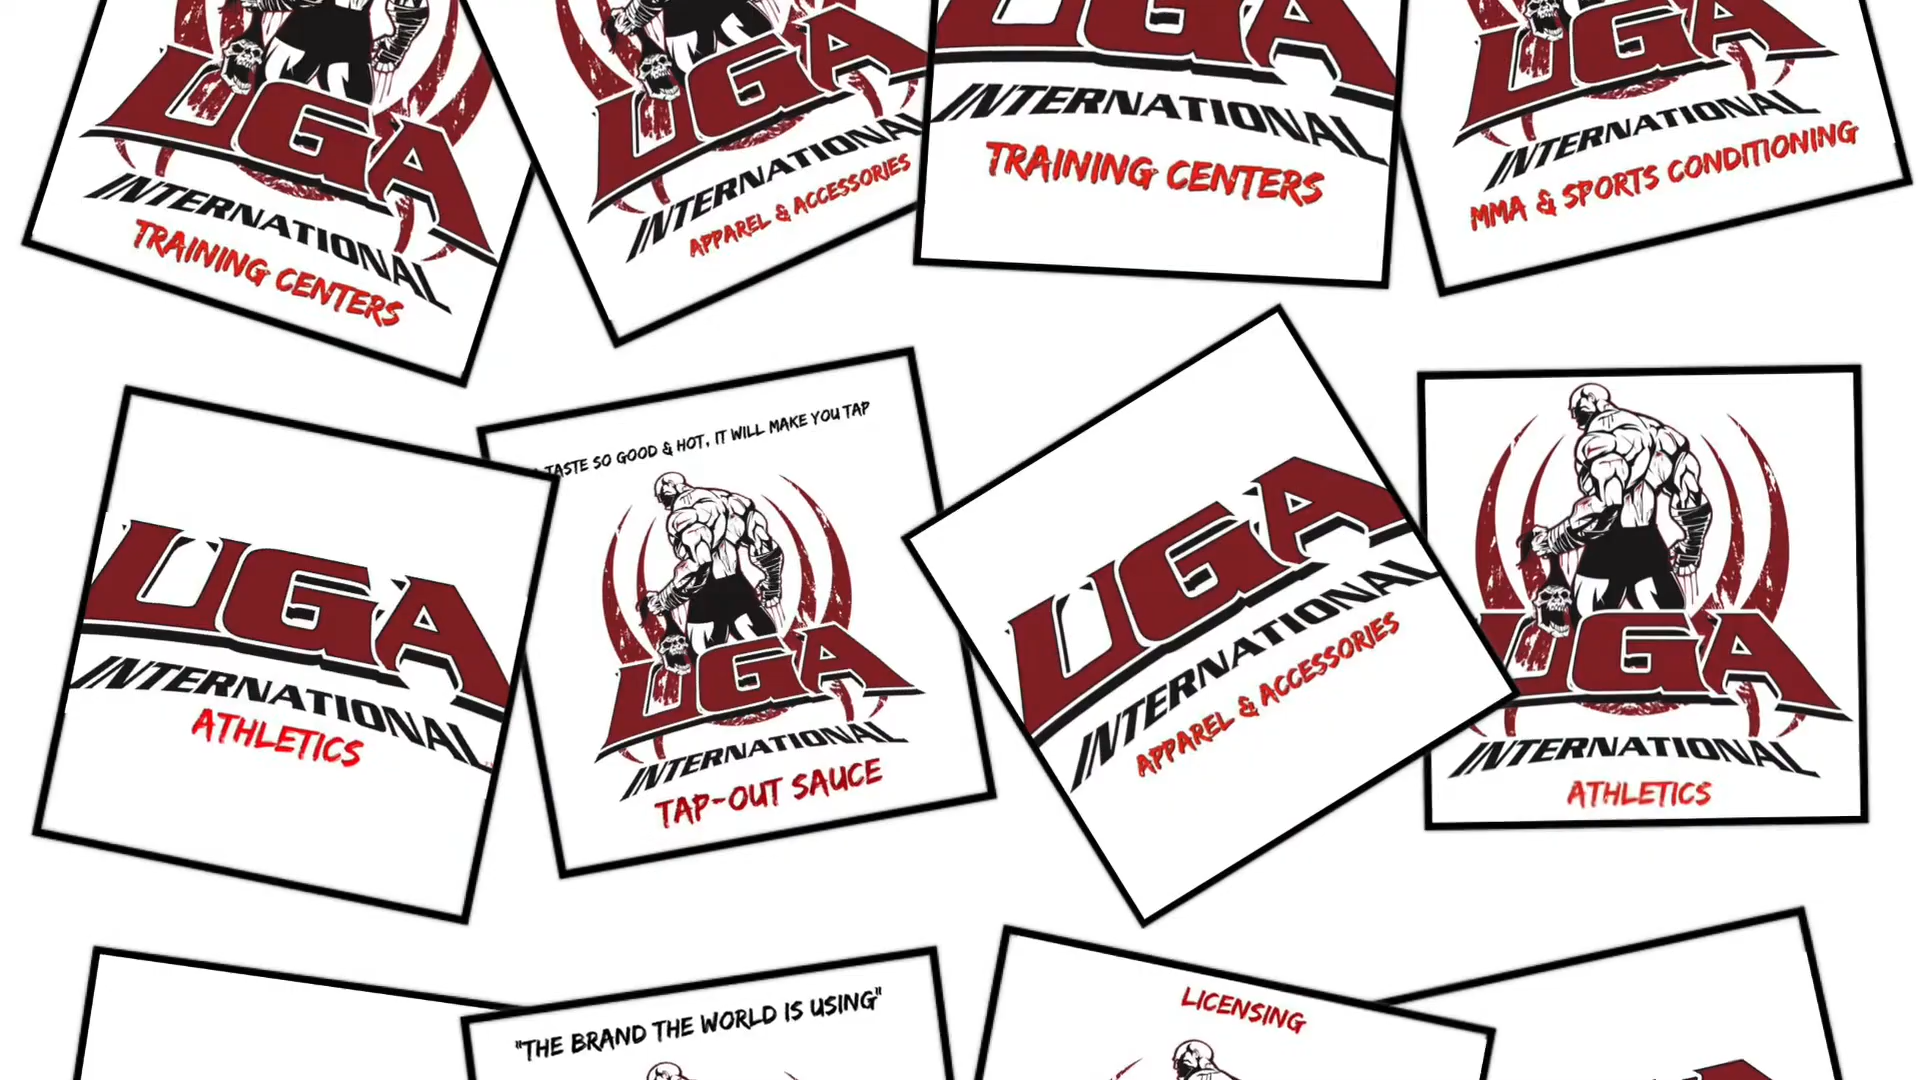 UGA
INTERNATIONAL
TRAINING CENTERS
UGA
INTERNATIONAL
APPAREL & ACCESSORIES
UGA
INTERNATIONAL
TRAINING CENTERS
UGA
INTERNATIONAL
MMA & SPORTS CONDITIONING
UGA
INTERNATIONAL
ATHLETICS
TASTE SO GOOD & HOT, IT WILL MAKE YOU TAP
UGA
INTERNATIONAL
TAP-OUT SAUCE
UGA
INTERNATIONAL
APPAREL & ACCESSORIES
UGA
INTERNATIONAL
ATHLETICS
"THE BRAND THE WORLD IS USING"
LICENSING